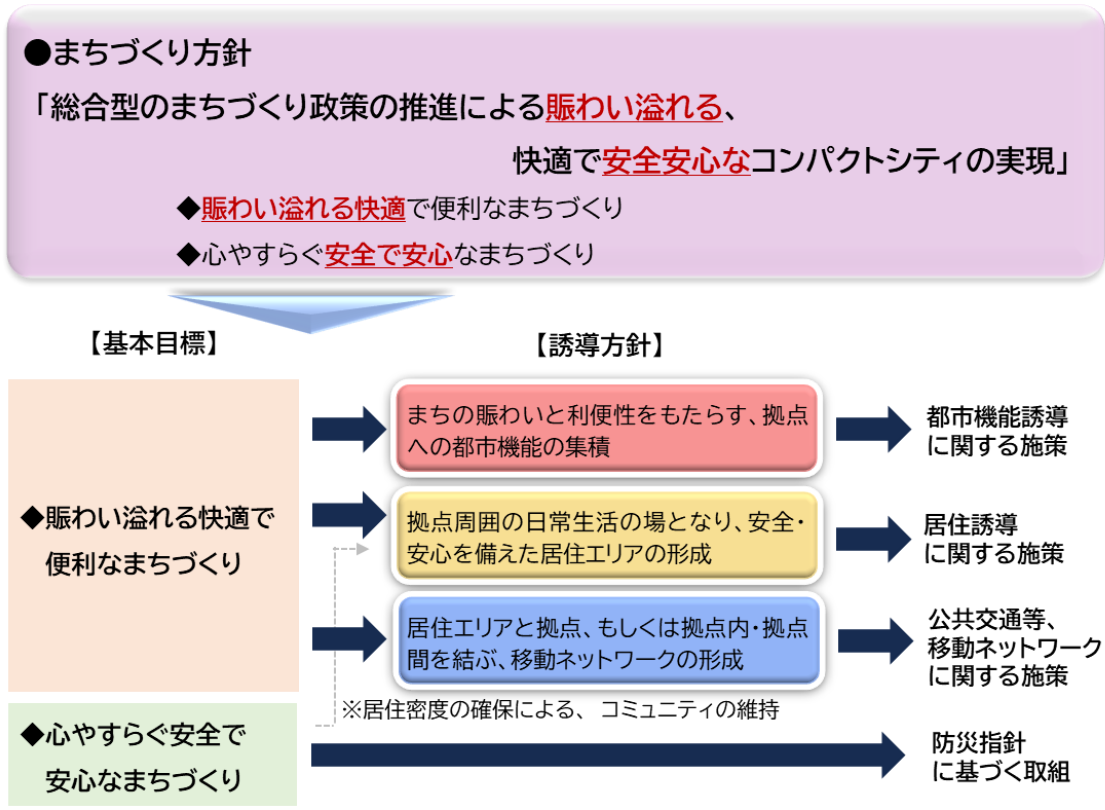 ●まちづくり方針
「総合型のまちづくり政策の推進による賑わい溢れる、
快適で安全安心なコンパクトシティの実現」
◆賑わい溢れる快適で便利なまちづくり
◆心やすらぐ安全で安心なまちづくり
【基本目標】
【誘導方針】
◆賑わい溢れる快適で
便利なまちづくり
まちの賑わいと利便性をもたらす、拠点
への都市機能の集積
都市機能誘導
に関する施策
拠点周囲の日常生活の場となり、安全・
安心を備えた居住エリアの形成
居住誘導
に関する施策
居住エリアと拠点、もしくは拠点内・拠点
間を結ぶ、移動ネットワークの形成
公共交通等、
移動ネットワーク
に関する施策
※居住密度の確保による、 コミュニティの維持
◆心やすらぐ安全で
安心なまちづくり
防災指針
に基づく取組